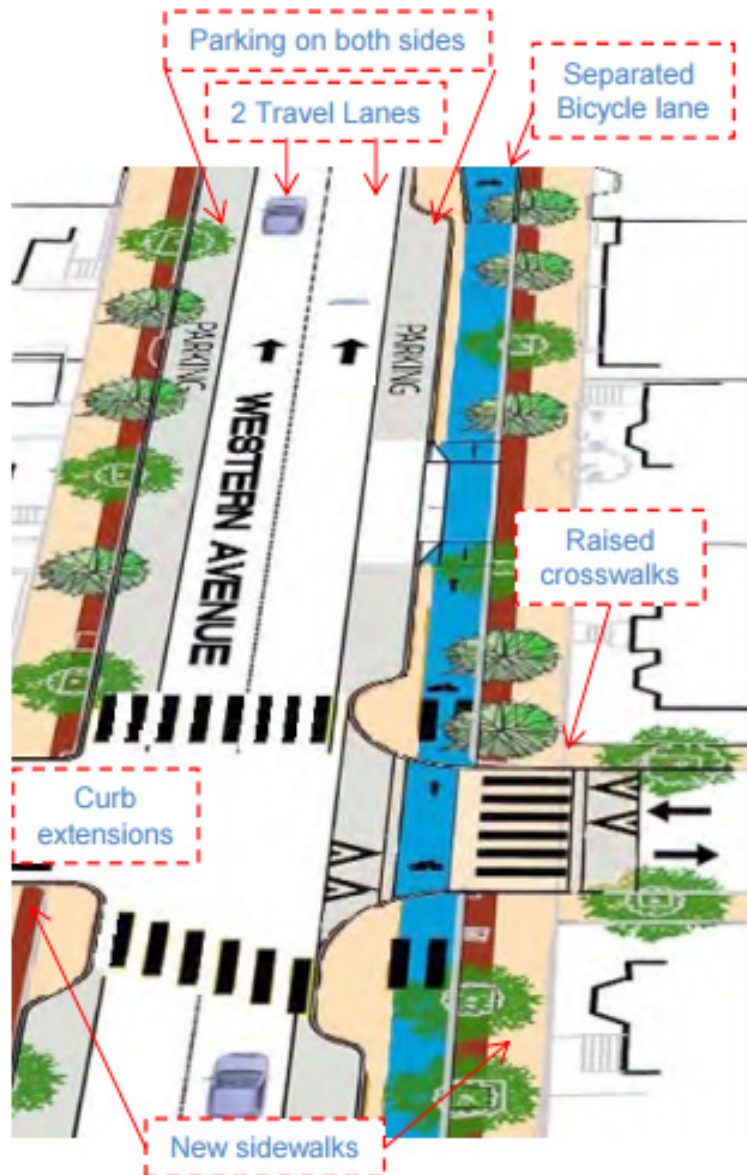 Parking on both sides
2 Travel Lanes
Separated
Bicycle lane
PARKING
PARKING
WESTERN AVENUE
Raised
crosswalks
Curb
extensions
New sidewalks